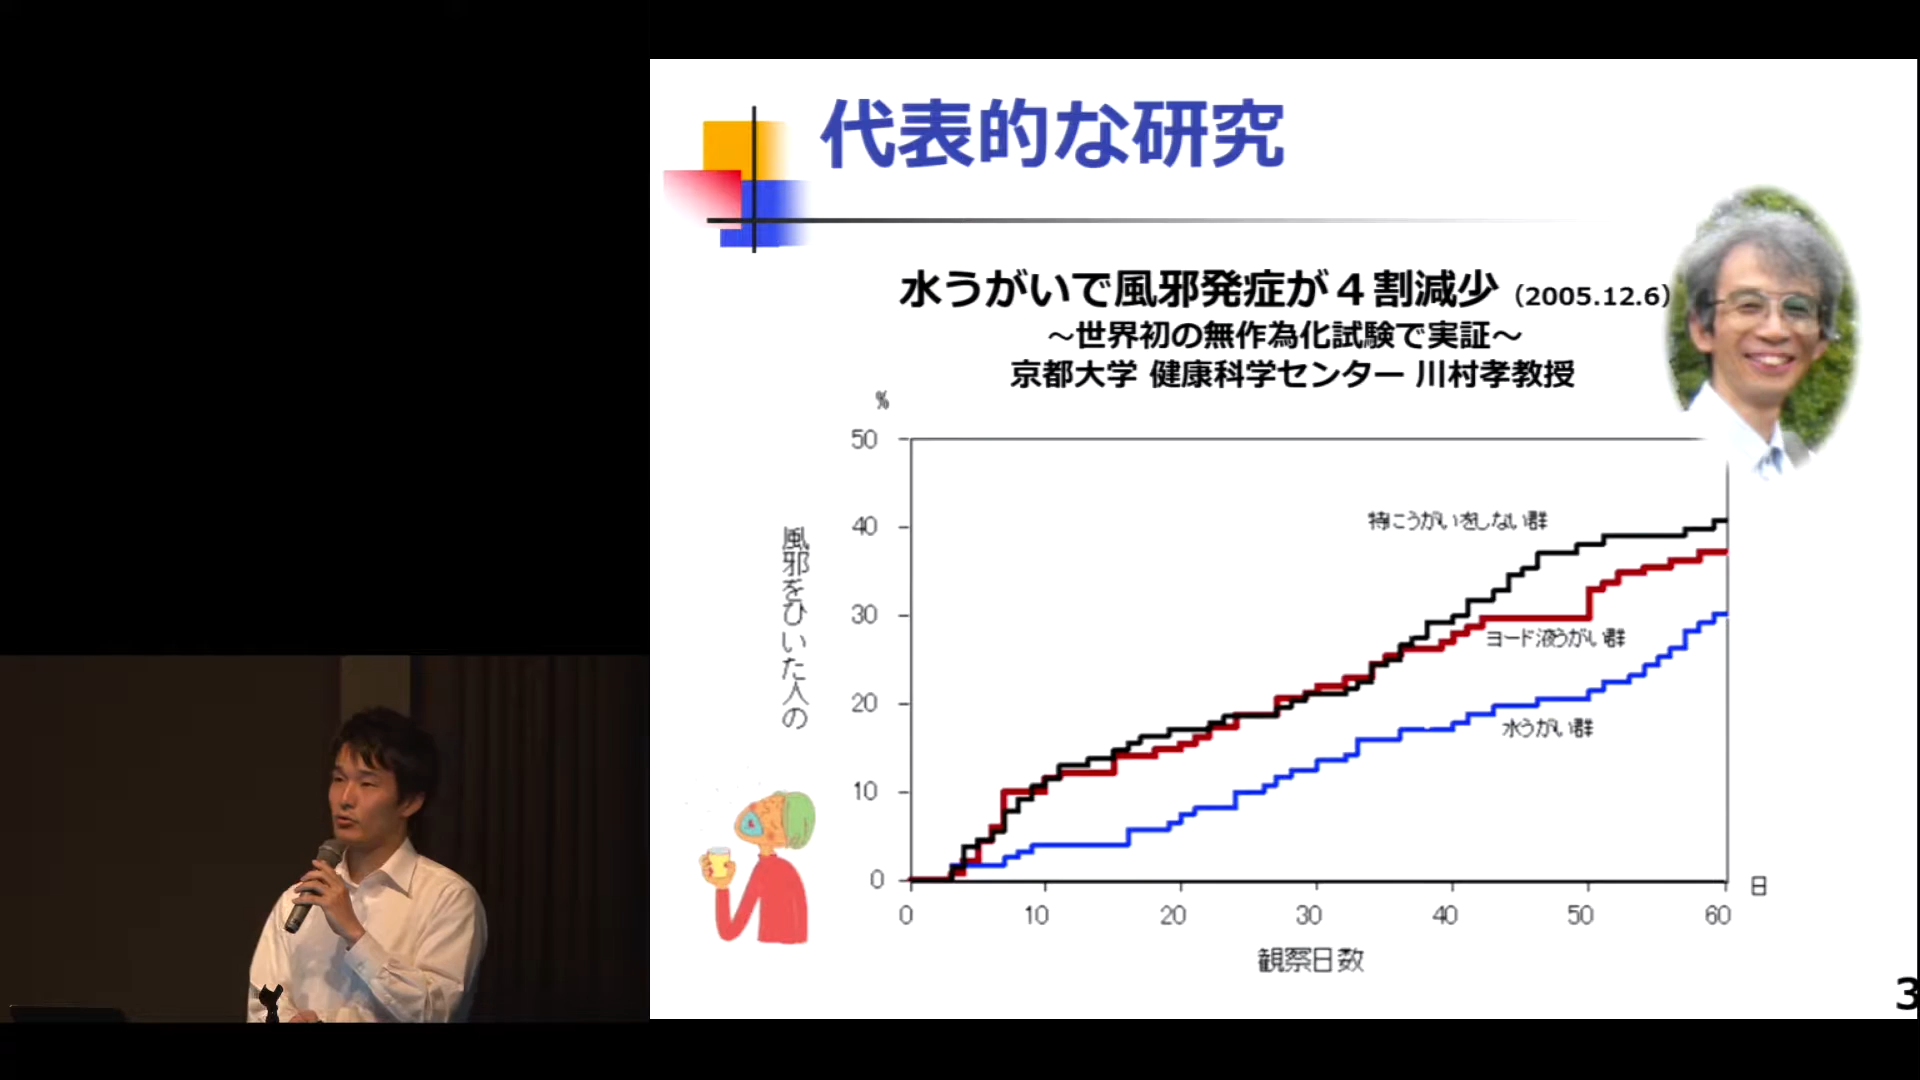 代表的な研究
水うがいで風邪発症が４割減少（2005.12.6）
～世界初の無作為化試験で実証～
京都大学 健康科学センター 川村孝教授
%
50
40
30
20
10
0
風邪をひいた人の
特にうがいをしない群
ヨード液うがい群
水うがい群
0 10 20 30 40 50 60
日
観察日数
3